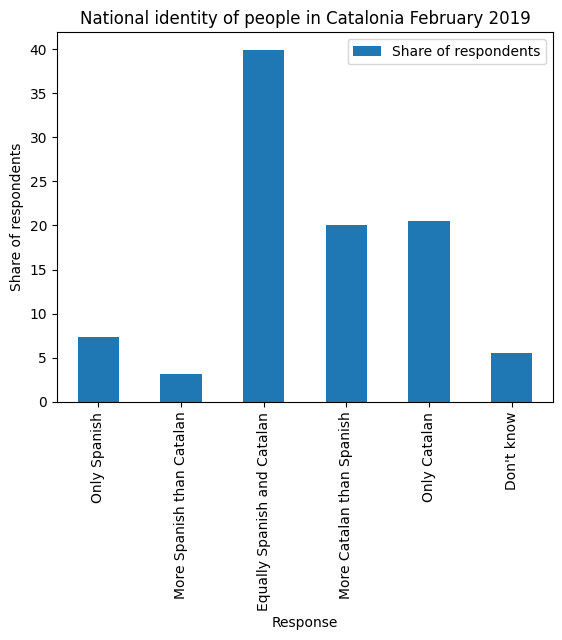 National identity of people in Catalonia February 2019
Share of respondents
Share of respondents
40
35
30
25
20
15
10
5
0
Only Spanish
More Spanish than Catalan
Equally Spanish and Catalan
More Catalan than Spanish
Only Catalan
Don't know
Response